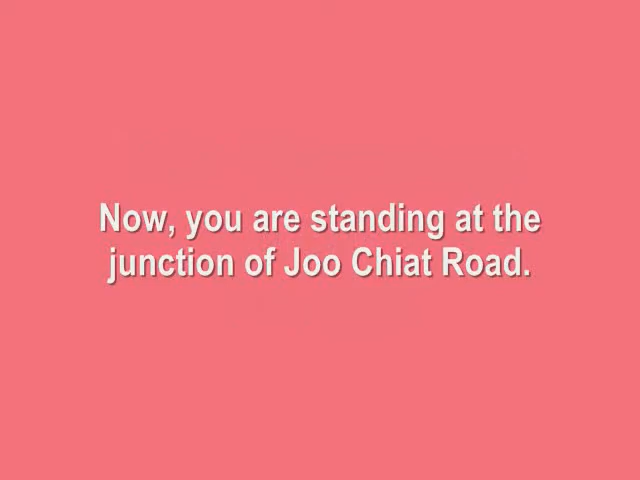 Now, you are standing at the
junction of Joo Chiat Road.